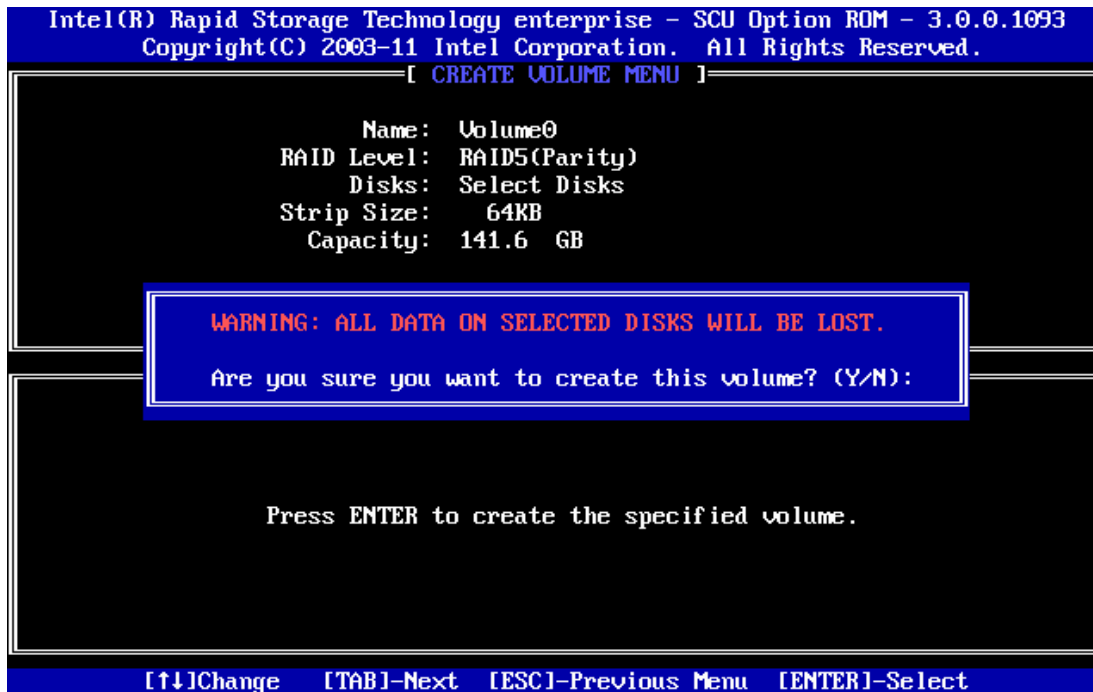 Intel(R) Rapid Storage Technology enterprise - SCU Option ROM - 3.0.0.1093
Copyright(C) 2003-11 Intel Corporation. All Rights Reserved.
[ CREATE VOLUME MENU ]
Name: Volume0
RAID Level: RAID5(Parity)
Disks: Select Disks
Strip Size: 64KB
Capacity: 141.6 GB
WARNING: ALL DATA ON SELECTED DISKS WILL BE LOST.
Are you sure you want to create this volume? (Y/N):
Press ENTER to create the specified volume.
[↑↓]Change [TAB]-Next [ESC]-Previous Menu [ENTER]-Select